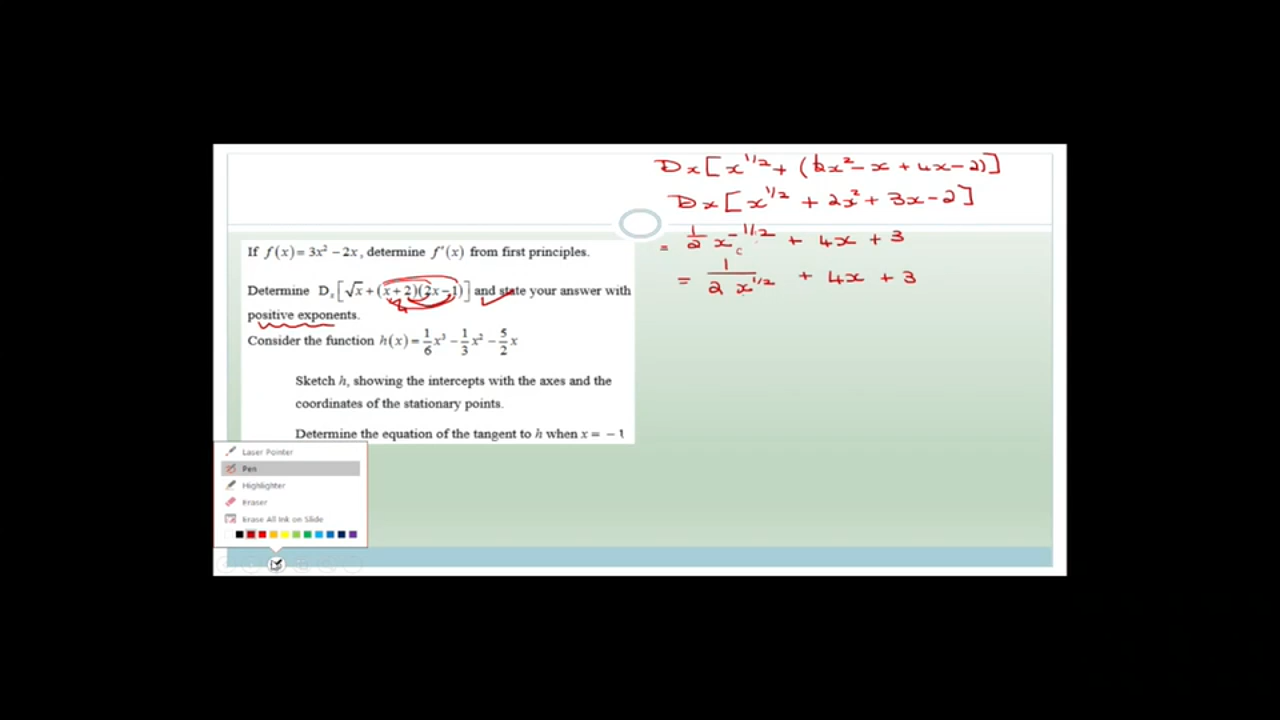 If f(x) = 3x² − 2x, determine f′(x) from first principles.
Determine Dₓ[√x + (x+2)(2x−1)] and state your answer with
positive exponents.
Consider the function h(x) = 1/6 x³ − 1/3 x² − 5/2 x
Sketch h, showing the intercepts with the axes and the
coordinates of the stationary points.
Determine the equation of the tangent to h when x = − 1
Dx[x^1/2 + (2x² − x + 4x − 2)]
Dx[x^1/2 + 2x² + 3x − 2]
= 1/2 x^−1/2 + 4x + 3
= 1/(2 x^1/2) + 4x + 3
Laser Pointer
Pen
Highlighter
Eraser
Erase All Ink on Slide